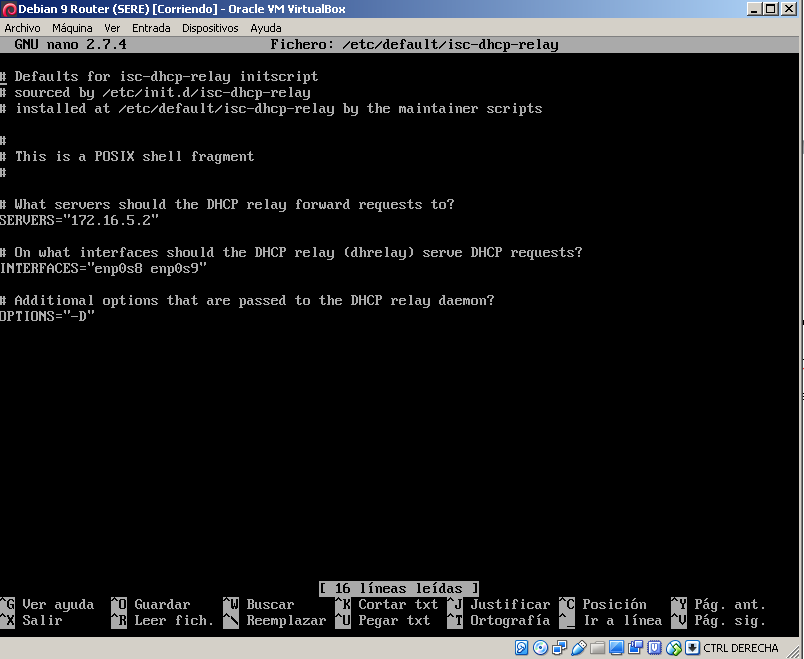 Debian 9 Router (SERE) [Corriendo] - Oracle VM VirtualBox
Archivo Máquina Ver Entrada Dispositivos Ayuda
GNU nano 2.7.4 Fichero: /etc/default/isc-dhcp-relay
# Defaults for isc-dhcp-relay initscript
# sourced by /etc/init.d/isc-dhcp-relay
# installed at /etc/default/isc-dhcp-relay by the maintainer scripts
#
# This is a POSIX shell fragment
#
# What servers should the DHCP relay forward requests to?
SERVERS="172.16.5.2"
# On what interfaces should the DHCP relay (dhrelay) serve DHCP requests?
INTERFACES="enp0s8 enp0s9"
# Additional options that are passed to the DHCP relay daemon?
OPTIONS="-D"
[ 16 líneas leídas ]
^G Ver ayuda ^O Guardar ^W Buscar ^K Cortar txt ^J Justificar ^C Posición ^Y Pág. ant.
^X Salir ^R Leer fich. ^\ Reemplazar ^U Pegar txt ^T Ortografía ^_ Ir a línea ^V Pág. sig.
CTRL DERECHA